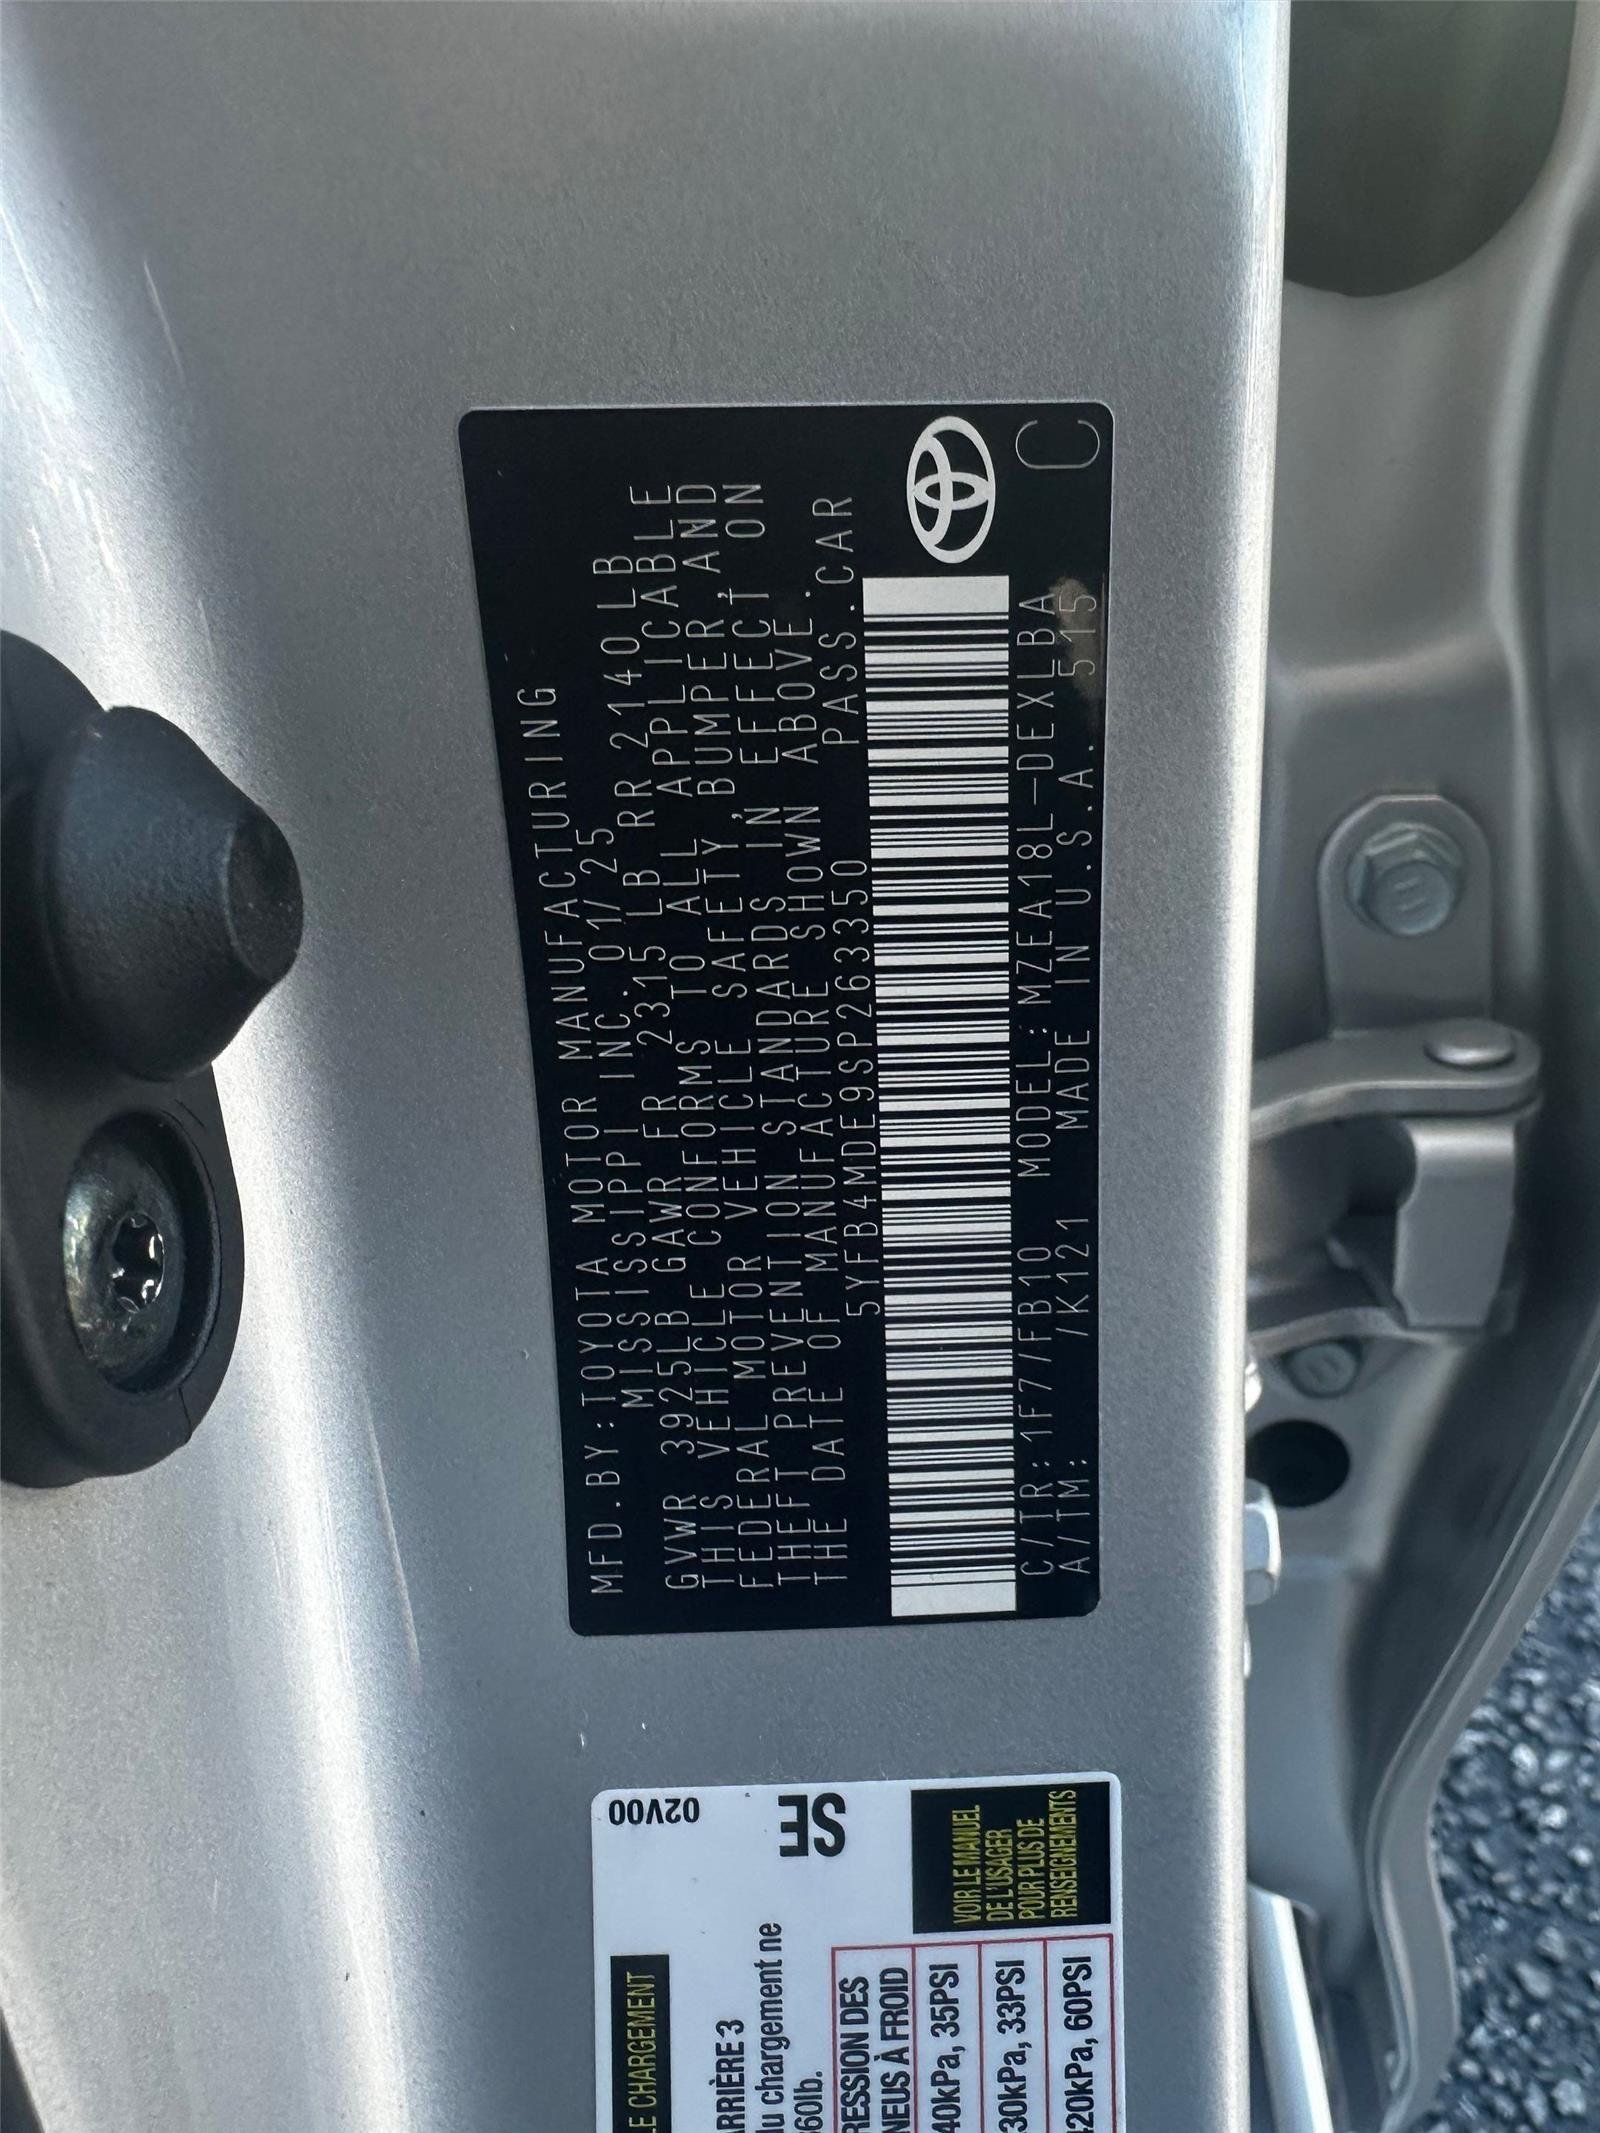 MFD.BY:TOYOTA MOTOR MANUFACTURING
MISSISSIPPI INC. 01/25
GVWR 3925LB GAWR FR 2315 LB RR 2140LB
THIS VEHICLE CONFORMS TO ALL APPLICABLE
FEDERAL MOTOR VEHICLE SAFETY, BUMPER, AND
THEFT PREVENTION STANDARDS IN EFFECT ON
THE DATE OF MANUFACTURE SHOWN ABOVE.
5YFB4MDE9SP263350 PASS.CAR
C/TR:1F7/FB10 MODEL:MZEA18L-DEXLBA
A/TM: /K121 MADE IN U.S.A. 515
C
02V00
SE
LE CHARGEMENT
ARRIÈRE 3
du chargement ne
60lb.
RESSION DES
NEUS À FROID
40kPa, 35PSI
30kPa, 33PSI
420kPa, 60PSI
VOIR LE MANUEL
DE L'USAGER
POUR PLUS DE
RENSEIGNEMENTS